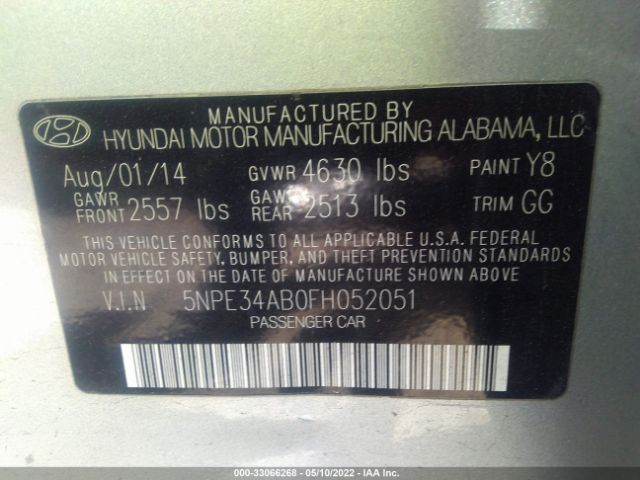 MANUFACTURED BY
HYUNDAI MOTOR MANUFACTURING ALABAMA, LLC
Aug/01/14 GVWR 4630 lbs PAINT Y8
GAWR FRONT 2557 lbs GAWR REAR 2513 lbs TRIM GG
THIS VEHICLE CONFORMS TO ALL APPLICABLE U.S.A. FEDERAL
MOTOR VEHICLE SAFETY, BUMPER, AND THEFT PREVENTION STANDARDS
IN EFFECT ON THE DATE OF MANUFACTURE SHOWN ABOVE
V.I.N 5NPE34AB0FH052051
PASSENGER CAR
000-33066268 - 05/10/2022 - IAA Inc.